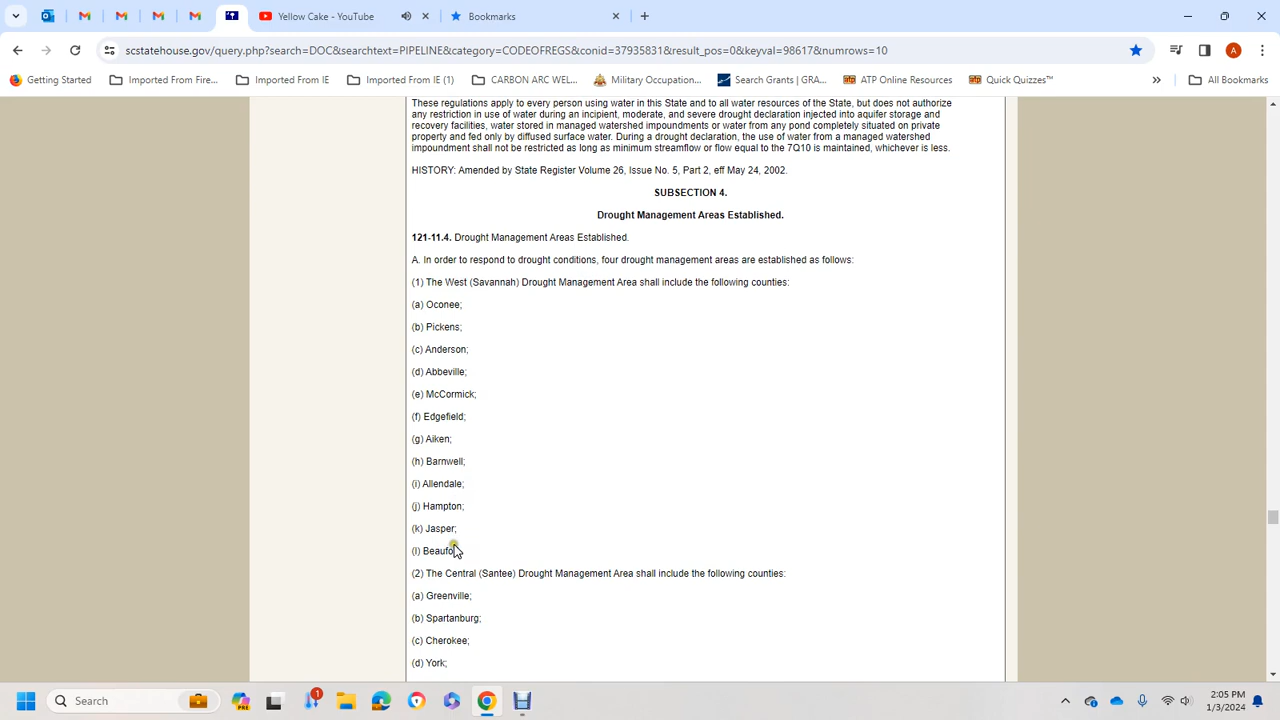 Yellow Cake - YouTube
Bookmarks
scstatehouse.gov/query.php?search=DOC&searchtext=PIPELINE&category=CODEOFREGS&conid=37935831&result_pos=0&keyval=98617&numrows=10
A
Getting Started
Imported From Fire...
Imported From IE
Imported From IE (1)
CARBON ARC WEL...
Military Occupation...
Search Grants | GRA...
ATP Online Resources
Quick Quizzes™
»
All Bookmarks
These regulations apply to every person using water in this State and to all water resources of the State, but does not authorize
any restriction in use of water during an incipient, moderate, and severe drought declaration injected into aquifer storage and
recovery facilities, water stored in managed watershed impoundments or water from any pond completely situated on private
property and fed only by diffused surface water. During a drought declaration, the use of water from a managed watershed
impoundment shall not be restricted as long as minimum streamflow or flow equal to the 7Q10 is maintained, whichever is less.
HISTORY: Amended by State Register Volume 26, Issue No. 5, Part 2, eff May 24, 2002.
SUBSECTION 4.
Drought Management Areas Established.
121-11.4. Drought Management Areas Established.
A. In order to respond to drought conditions, four drought management areas are established as follows:
(1) The West (Savannah) Drought Management Area shall include the following counties:
(a) Oconee;
(b) Pickens;
(c) Anderson;
(d) Abbeville;
(e) McCormick;
(f) Edgefield;
(g) Aiken;
(h) Barnwell;
(i) Allendale;
(j) Hampton;
(k) Jasper;
(l) Beaufo
(2) The Central (Santee) Drought Management Area shall include the following counties:
(a) Greenville;
(b) Spartanburg;
(c) Cherokee;
(d) York;
Search
PRE
1
2:05 PM
1/3/2024